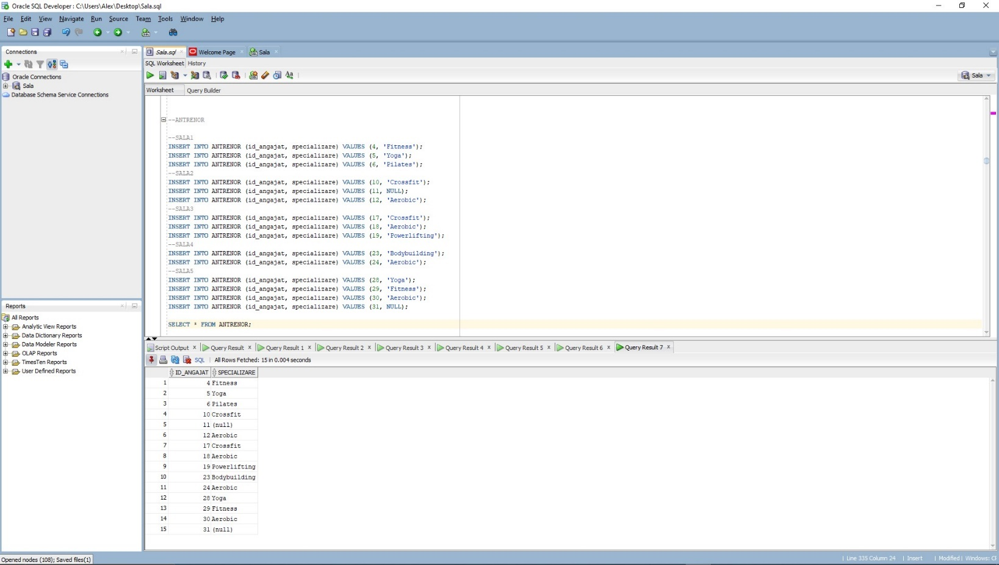 Oracle SQL Developer : C:\Users\Alex\Desktop\Sala.sql
File Edit View Navigate Run Source Team Tools Window Help
Connections
Oracle Connections
Sala
Database Schema Service Connections
Reports
All Reports
Analytic View Reports
Data Dictionary Reports
Data Modeler Reports
OLAP Reports
TimesTen Reports
User Defined Reports
Sala.sql Welcome Page Sala
SQL Worksheet History
Sala
Worksheet Query Builder
--ANTRENOR
--SALA1
INSERT INTO ANTRENOR (id_angajat, specializare) VALUES (4, 'Fitness');
INSERT INTO ANTRENOR (id_angajat, specializare) VALUES (5, 'Yoga');
INSERT INTO ANTRENOR (id_angajat, specializare) VALUES (6, 'Pilates');
--SALA2
INSERT INTO ANTRENOR (id_angajat, specializare) VALUES (10, 'Crossfit');
INSERT INTO ANTRENOR (id_angajat, specializare) VALUES (11, NULL);
INSERT INTO ANTRENOR (id_angajat, specializare) VALUES (12, 'Aerobic');
--SALA3
INSERT INTO ANTRENOR (id_angajat, specializare) VALUES (17, 'Crossfit');
INSERT INTO ANTRENOR (id_angajat, specializare) VALUES (18, 'Aerobic');
INSERT INTO ANTRENOR (id_angajat, specializare) VALUES (19, 'Powerlifting');
--SALA4
INSERT INTO ANTRENOR (id_angajat, specializare) VALUES (23, 'Bodybuilding');
INSERT INTO ANTRENOR (id_angajat, specializare) VALUES (24, 'Aerobic');
--SALA5
INSERT INTO ANTRENOR (id_angajat, specializare) VALUES (28, 'Yoga');
INSERT INTO ANTRENOR (id_angajat, specializare) VALUES (29, 'Fitness');
INSERT INTO ANTRENOR (id_angajat, specializare) VALUES (30, 'Aerobic');
INSERT INTO ANTRENOR (id_angajat, specializare) VALUES (31, NULL);
SELECT * FROM ANTRENOR;
Script Output Query Result Query Result 1 Query Result 2 Query Result 3 Query Result 4 Query Result 5 Query Result 6 Query Result 7
SQL All Rows Fetched: 15 in 0.004 seconds
ID_ANGAJAT SPECIALIZARE
1 4 Fitness
2 5 Yoga
3 6 Pilates
4 10 Crossfit
5 11 (null)
6 12 Aerobic
7 17 Crossfit
8 18 Aerobic
9 19 Powerlifting
10 23 Bodybuilding
11 24 Aerobic
12 28 Yoga
13 29 Fitness
14 30 Aerobic
15 31 (null)
Opened nodes (108); Saved files(1)
| Line 335 Column 24 | Insert | Modified | Windows: